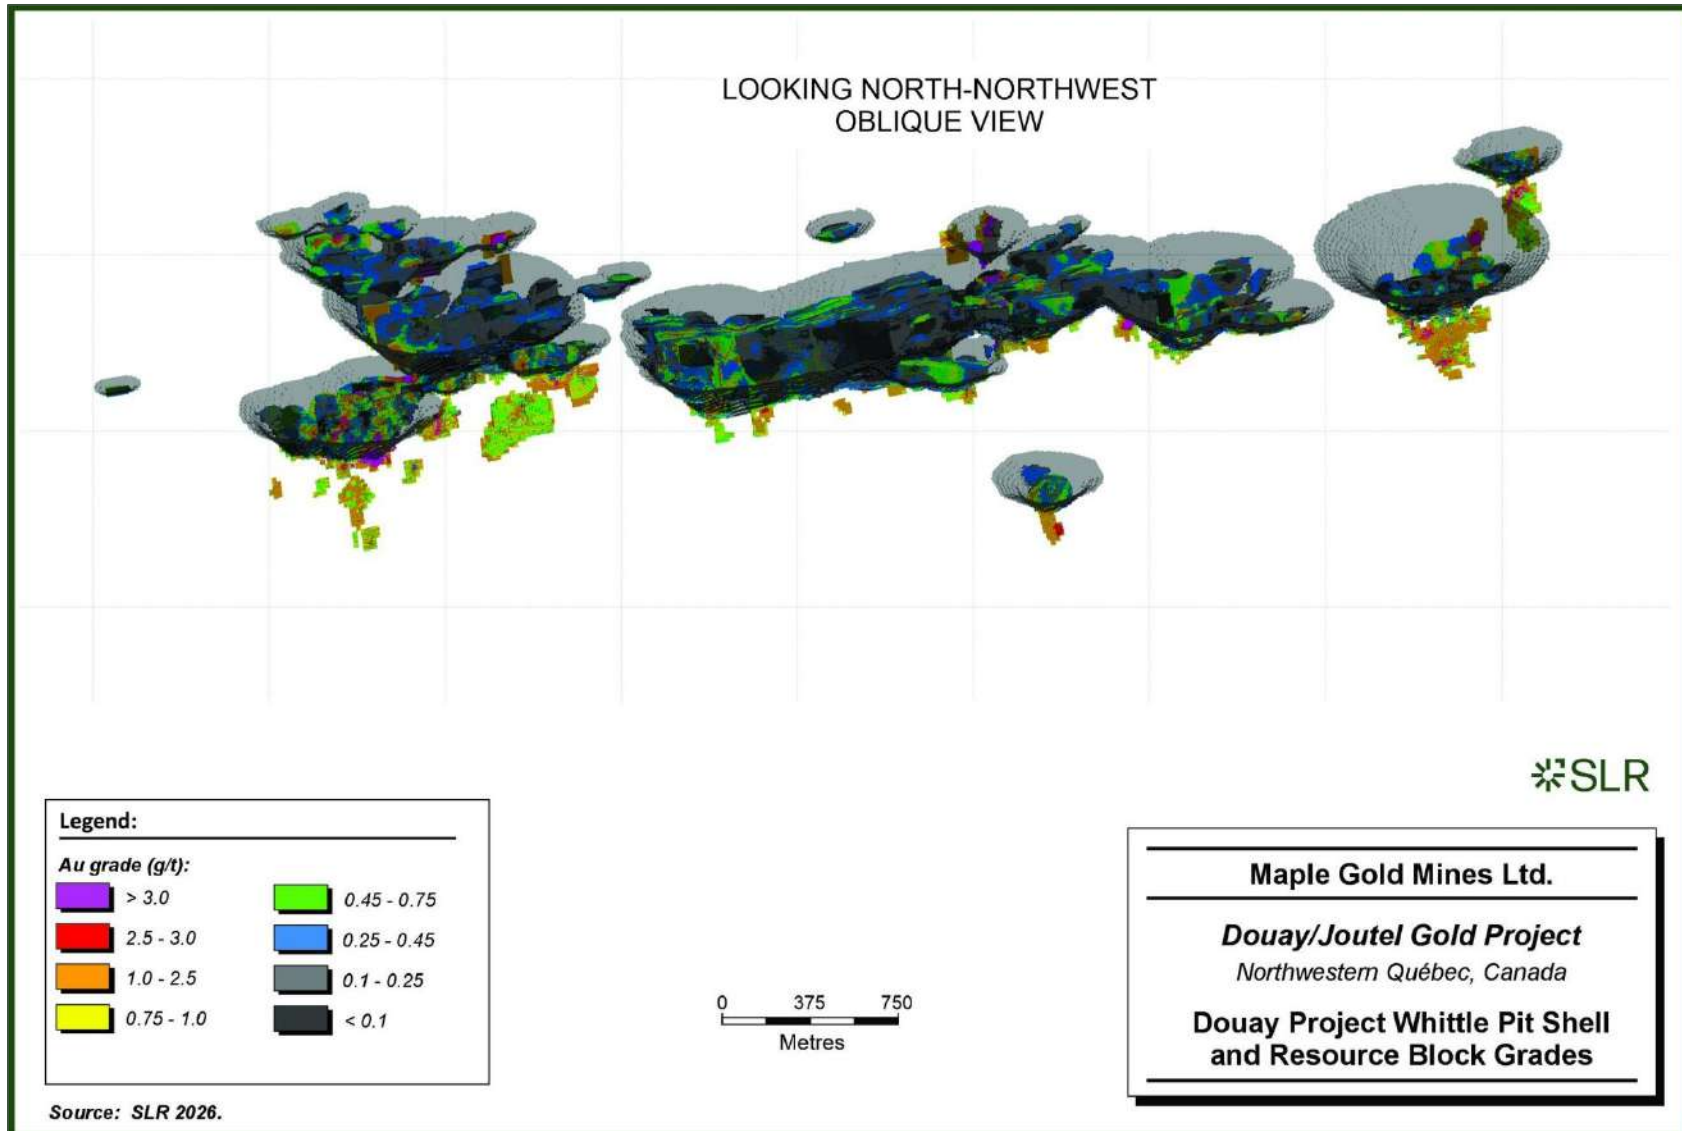 LOOKING NORTH-NORTHWEST
OBLIQUE VIEW
SLR
Legend:
Au grade (g/t):
> 3.0
2.5 - 3.0
1.0 - 2.5
0.75 - 1.0
0.45 - 0.75
0.25 - 0.45
0.1 - 0.25
< 0.1
0 375 750
Metres
Maple Gold Mines Ltd.
Douay/Joutel Gold Project
Northwestern Québec, Canada
Douay Project Whittle Pit Shell
and Resource Block Grades
Source: SLR 2026.